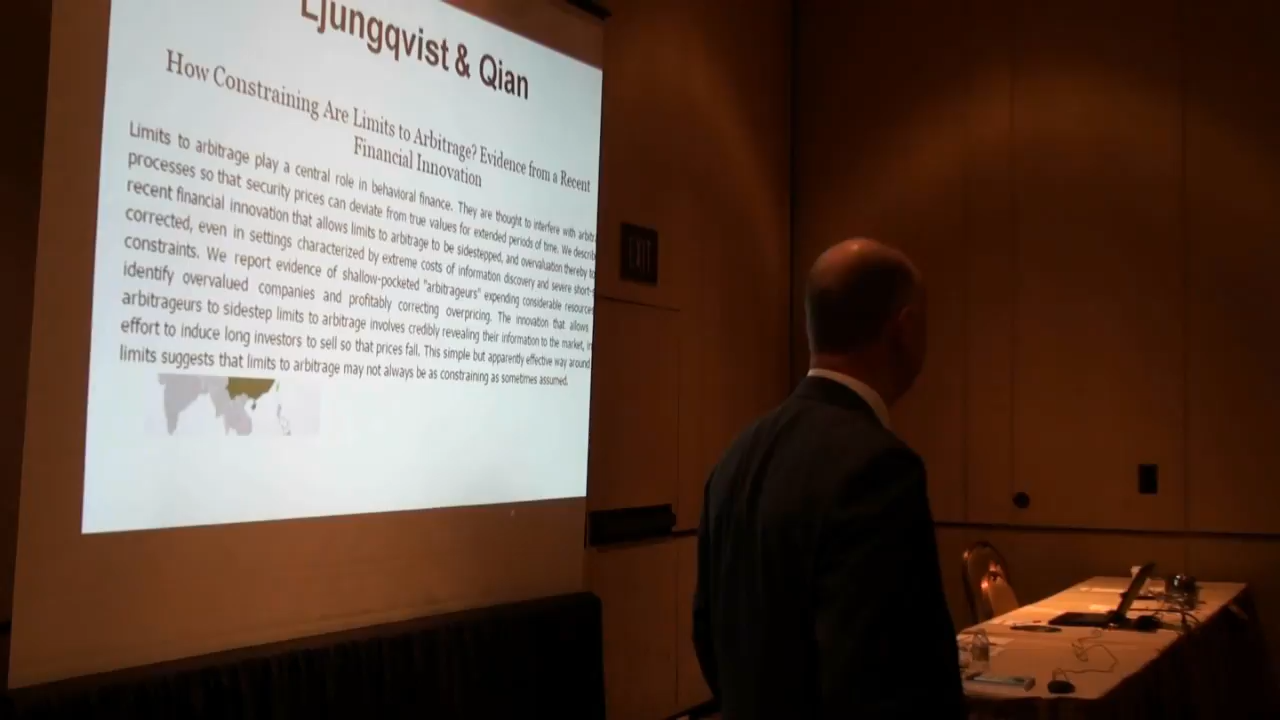 Ljungqvist & Qian
How Constraining Are Limits to Arbitrage? Evidence from a Recent
Financial Innovation
Limits to arbitrage play a central role in behavioral finance. They are thought to interfere with arbitr
processes so that security prices can deviate from true values for extended periods of time. We describ
recent financial innovation that allows limits to arbitrage to be sidestepped, and overvaluation thereby to
corrected, even in settings characterized by extreme costs of information discovery and severe short-s
constraints. We report evidence of shallow-pocketed "arbitrageurs" expending considerable resources
identify overvalued companies and profitably correcting overpricing. The innovation that allows
arbitrageurs to sidestep limits to arbitrage involves credibly revealing their information to the market, in
effort to induce long investors to sell so that prices fall. This simple but apparently effective way around
limits suggests that limits to arbitrage may not always be as constraining as sometimes assumed.
EXIT